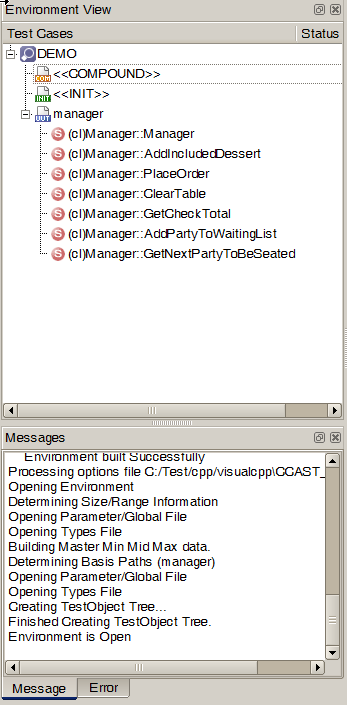 Environment View
Test Cases Status
DEMO
COM <<COMPOUND>>
INIT <<INIT>>
UUT manager
S (cl)Manager::Manager
S (cl)Manager::AddIncludedDessert
S (cl)Manager::PlaceOrder
S (cl)Manager::ClearTable
S (cl)Manager::GetCheckTotal
S (cl)Manager::AddPartyToWaitingList
S (cl)Manager::GetNextPartyToBeSeated
Messages
Environment built Successfully
Processing options file C:/Test/cpp/visualcpp\CCAST_
Opening Environment
Determining Size/Range Information
Opening Parameter/Global File
Opening Types File
Building Master Min Mid Max data.
Determining Basis Paths (manager)
Opening Parameter/Global File
Opening Types File
Creating TestObject Tree...
Finished Creating TestObject Tree.
Environment is Open
Message Error